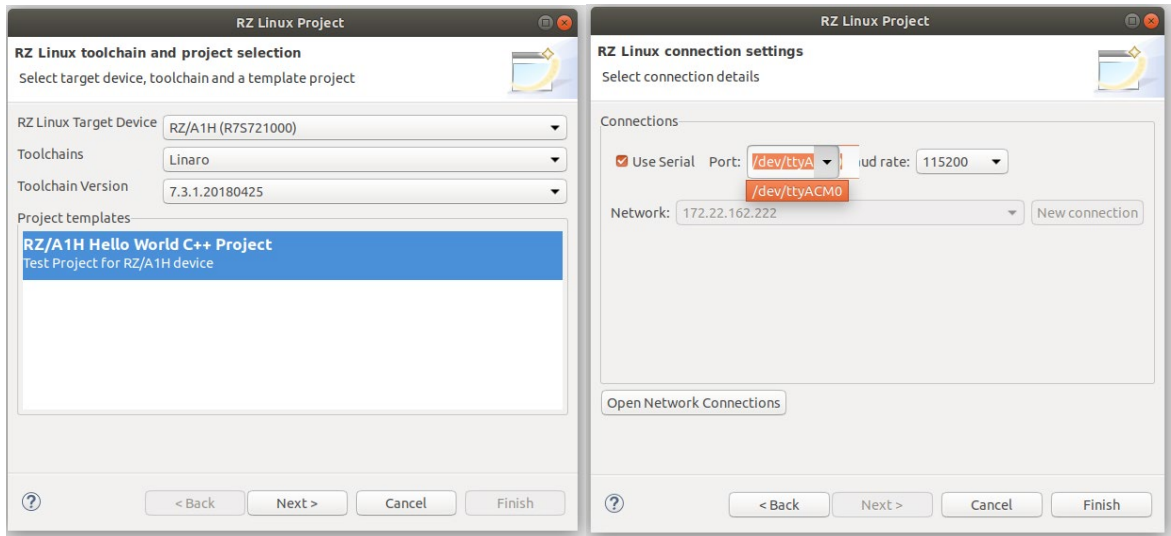 RZ Linux Project
RZ Linux toolchain and project selection
Select target device, toolchain and a template project
RZ Linux Target Device RZ/A1H (R7S721000)
Toolchains Linaro
Toolchain Version 7.3.1.20180425
Project templates
RZ/A1H Hello World C++ Project
Test Project for RZ/A1H device
? < Back Next > Cancel Finish
RZ Linux Project
RZ Linux connection settings
Select connection details
Connections
Use Serial Port: /dev/ttyA ud rate: 115200
/dev/ttyACM0
Network: 172.22.162.222 New connection
Open Network Connections
? < Back Next > Cancel Finish